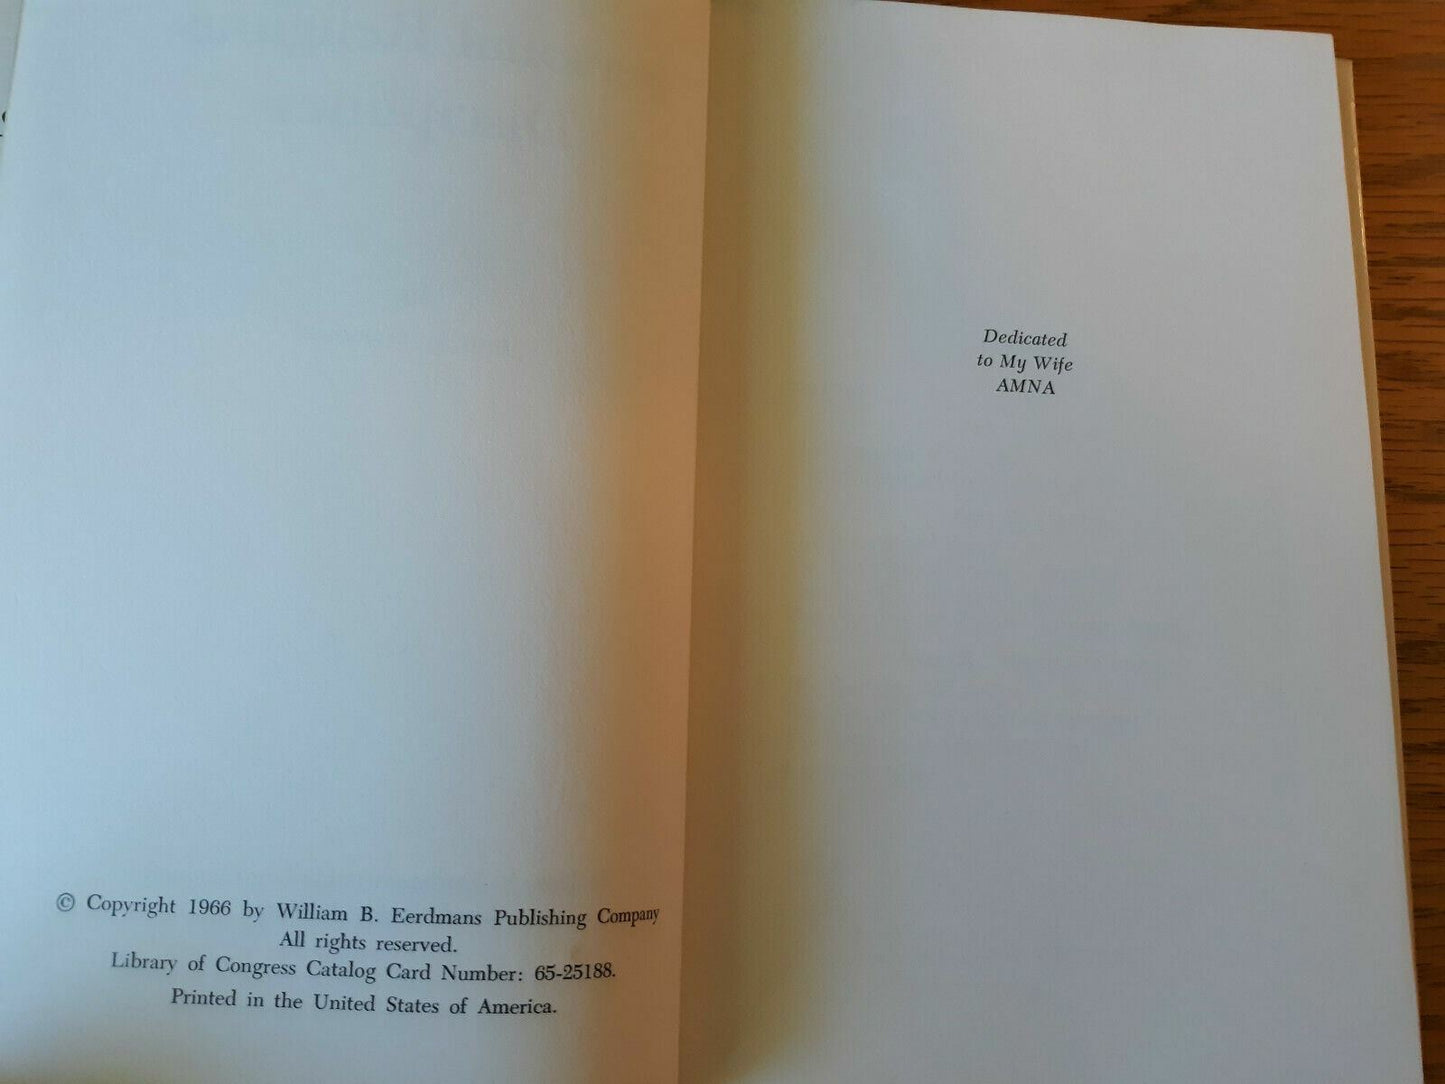 © Copyright 1966 by William B. Eerdmans Publishing Company
All rights reserved.
Library of Congress Catalog Card Number: 65-25188.
Printed in the United States of America.
Dedicated
to My Wife
AMNA